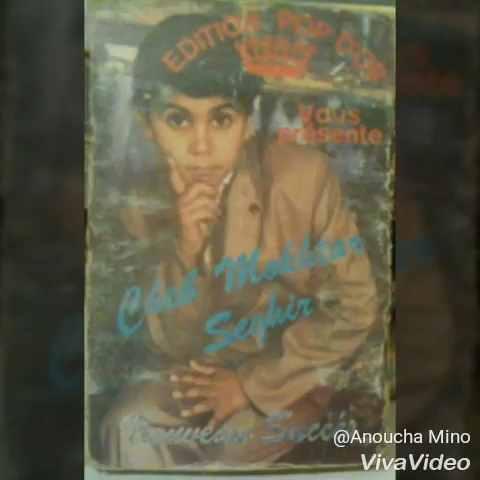 EDITION POP D'OR
Vous
présente
Cheb Mokhtar
Seghir
Nouveau Succès
@Anoucha Mino
VivaVideo